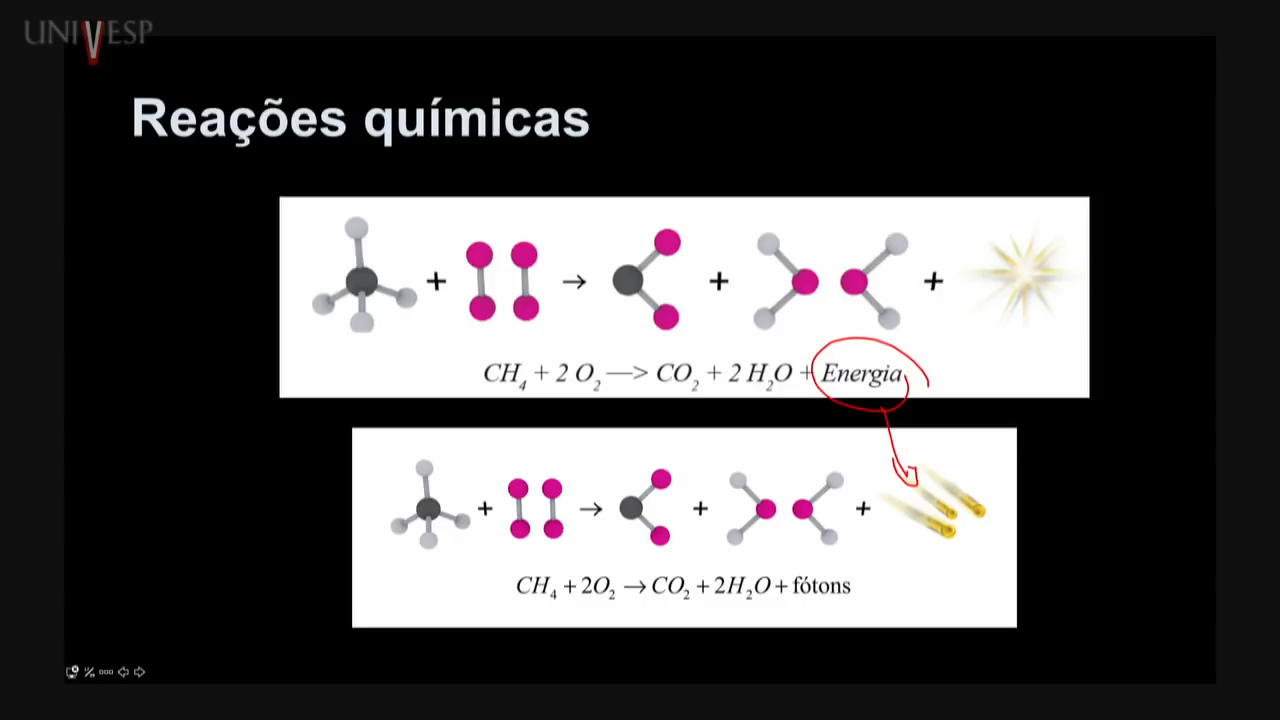 UNIVESP
Reações químicas
+ → + +
CH₄ + 2 O₂ —> CO₂ + 2 H₂O + Energia
+ → + +
CH₄ + 2O₂ → CO₂ + 2H₂O + fótons